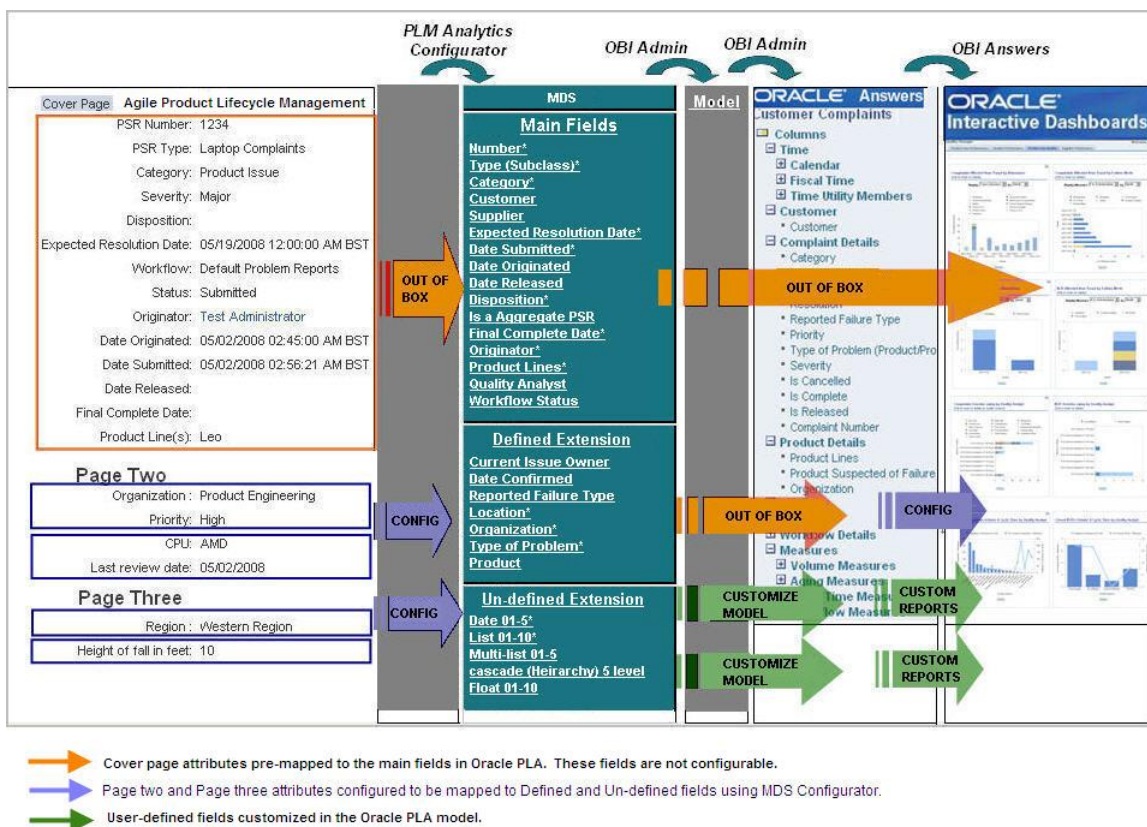 PLM Analytics
Configurator
OBI Admin
OBI Admin
OBI Answers
Cover Page Agile Product Lifecycle Management
PSR Number: 1234
PSR Type: Laptop Complaints
Category: Product Issue
Severity: Major
Disposition:
Expected Resolution Date: 05/19/2008 12:00:00 AM BST
Workflow: Default Problem Reports
Status: Submitted
Originator: Test Administrator
Date Originated: 05/02/2008 02:45:00 AM BST
Date Submitted: 05/02/2008 02:56:21 AM BST
Date Released:
Final Complete Date:
Product Line(s): Leo
Page Two
Organization : Product Engineering
Priority: High
CPU: AMD
Last review date: 05/02/2008
Page Three
Region : Western Region
Height of fall in feet: 10
OUT OF
BOX
CONFIG
CONFIG
MDS
Main Fields
Number*
Type (Subclass)*
Category*
Customer
Supplier
Expected Resolution Date*
Date Submitted*
Date Originated
Date Released
Disposition*
Is a Aggregate PSR
Final Complete Date*
Originator*
Product Lines*
Quality Analyst
Workflow Status
Defined Extension
Current Issue Owner
Date Confirmed
Reported Failure Type
Location*
Organization*
Type of Problem*
Product
Un-defined Extension
Date 01-5*
List 01-10*
Multi-list 01-5
cascade (Heirarchy) 5 level
Float 01-10
Model
ORACLE Answers
Customer Complaints
Columns
Time
Calendar
Fiscal Time
Time Utility Members
Customer
Customer
Complaint Details
Category
OUT OF BOX
Resolution
Reported Failure Type
Priority
Type of Problem (Product/Pro
Severity
Is Cancelled
Is Complete
Is Released
Complaint Number
Product Details
Product Lines
Product Suspected of Failure
Organization
OUT OF BOX
CONFIG
Workflow Details
Measures
Volume Measures
Aging Measures
Time Measu
CUSTOMIZE
MODEL
CUSTOM
REPORTS
CUSTOMIZE
MODEL
CUSTOM
REPORTS
ORACLE
Interactive Dashboards
Cover page attributes pre-mapped to the main fields in Oracle PLA. These fields are not configurable.
Page two and Page three attributes configured to be mapped to Defined and Un-defined fields using MDS Configurator.
User-defined fields customized in the Oracle PLA model.